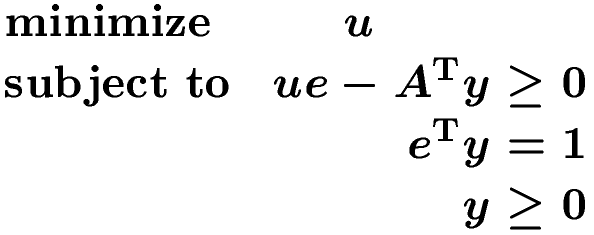 minimize u
subject to ue − Aᵀy ≥ 0
eᵀy = 1
y ≥ 0